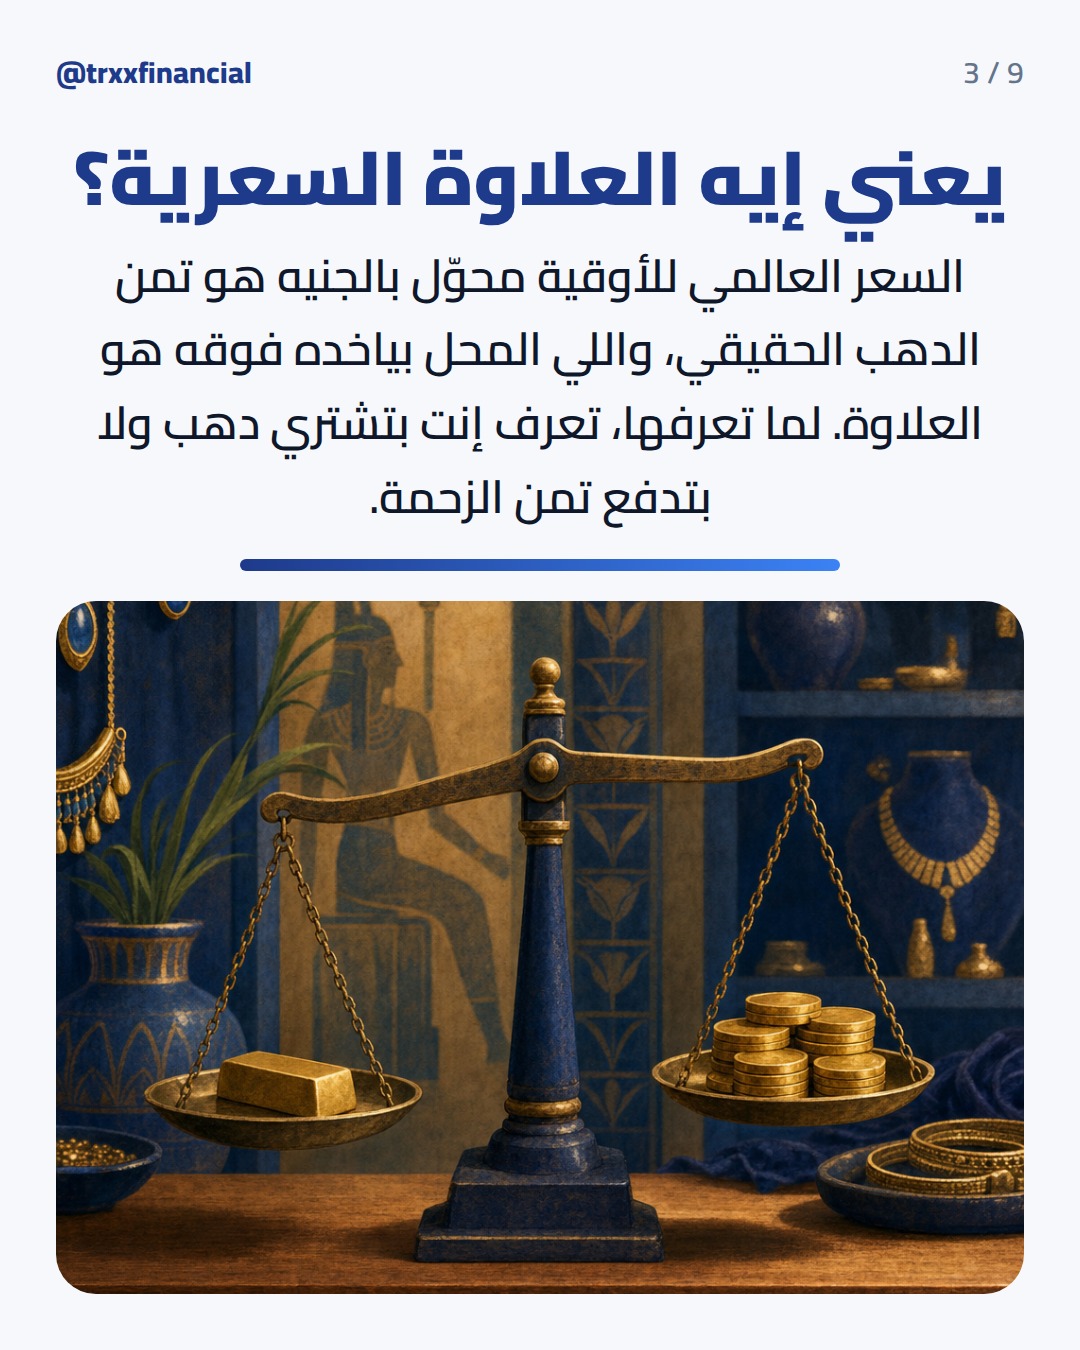 @trxxfinancial
3 / 9
يعني إيه العلاوة السعرية؟
السعر العالمي للأوقية محوّل بالجنيه هو تمن
الدهب الحقيقي، واللي المحل بياخده فوقه هو
العلاوة. لما تعرفها، تعرف إنت بتشتري دهب ولا
بتدفع تمن الزحمة.